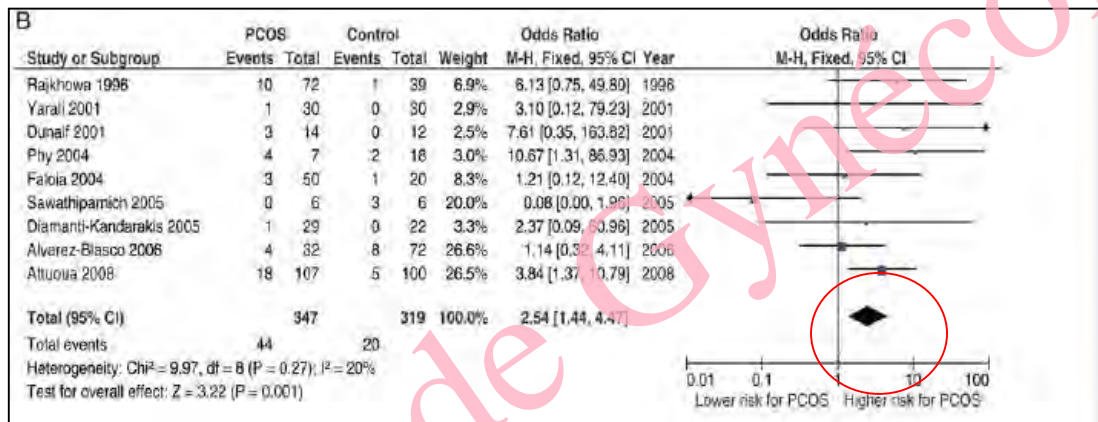 B
PCOS Control Odds Ratio Odds Ratio
Study or Subgroup Events Total Events Total Weight M-H, Fixed, 95% CI Year M-H, Fixed, 95% CI
Rajkhowa 1996 10 72 1 39 6.9% 6.13 [0.75, 49.89] 1996
Yarali 2001 1 30 0 30 2.9% 3.10 [0.12, 79.23] 2001
Dunaif 2001 3 14 0 12 2.5% 7.61 [0.35, 163.82] 2001
Phy 2004 4 7 2 18 3.0% 10.67 [1.31, 86.93] 2004
Faloia 2004 3 50 1 20 8.3% 1.21 [0.12, 12.40] 2004
Sawathiparnich 2005 0 6 3 6 20.0% 0.08 [0.00, 1.96] 2005
Diamanti-Kandarakis 2005 1 29 0 22 3.3% 2.37 [0.09, 60.96] 2005
Alvarez-Blasco 2006 4 32 8 72 26.6% 1.14 [0.32, 4.11] 2006
Attuoua 2008 18 107 5 100 26.5% 3.84 [1.37, 10.79] 2008
Total (95% CI) 347 319 100.0% 2.54 [1.44, 4.47]
Total events 44 20
Heterogeneity: Chi² = 9.97, df = 8 (P = 0.27); I² = 20%
Test for overall effect: Z = 3.22 (P = 0.001)
0.01 0.1 1 10 100
Lower risk for PCOS Higher risk for PCOS
de Gynéco